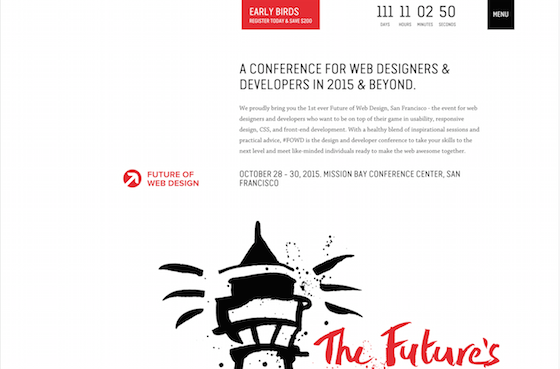 EARLY BIRDS
REGISTER TODAY & SAVE $200
111 11 02 50
DAYS HOURS MINUTES SECONDS
MENU
A CONFERENCE FOR WEB DESIGNERS &
DEVELOPERS IN 2015 & BEYOND.
We proudly bring you the 1st ever Future of Web Design, San Francisco - the event for web
designers and developers who want to be on top of their game in usability, responsive
design, CSS, and front-end development. With a healthy blend of inspirational sessions and
practical advice, #FOWD is the design and developer conference to take your skills to the
next level and meet like-minded individuals ready to make the web awesome together.
FUTURE OF
WEB DESIGN
OCTOBER 28 - 30, 2015. MISSION BAY CONFERENCE CENTER, SAN
FRANCISCO
The Future's